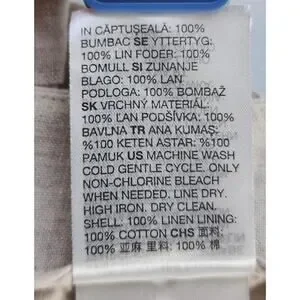 IN CĂPTUȘEALĂ: 100%
BUMBAC SE YTTERTYG:
100% LIN FODER: 100%
BOMULL SI ZUNANJE
BLAGO: 100% LAN
PODLOGA: 100% BOMBAŽ
SK VRCHNÝ MATERIÁL:
100% ĽAN PODŠÍVKA: 100%
BAVLNA TR ANA KUMAŞ:
%100 KETEN ASTAR: %100
PAMUK US MACHINE WASH
COLD GENTLE CYCLE. ONLY
NON-CHLORINE BLEACH
WHEN NEEDED. LINE DRY.
HIGH IRON. DRY CLEAN.
SHELL. 100% LINEN LINING:
100% COTTON CHS 面料:
100% 亚麻 里料: 100% 棉